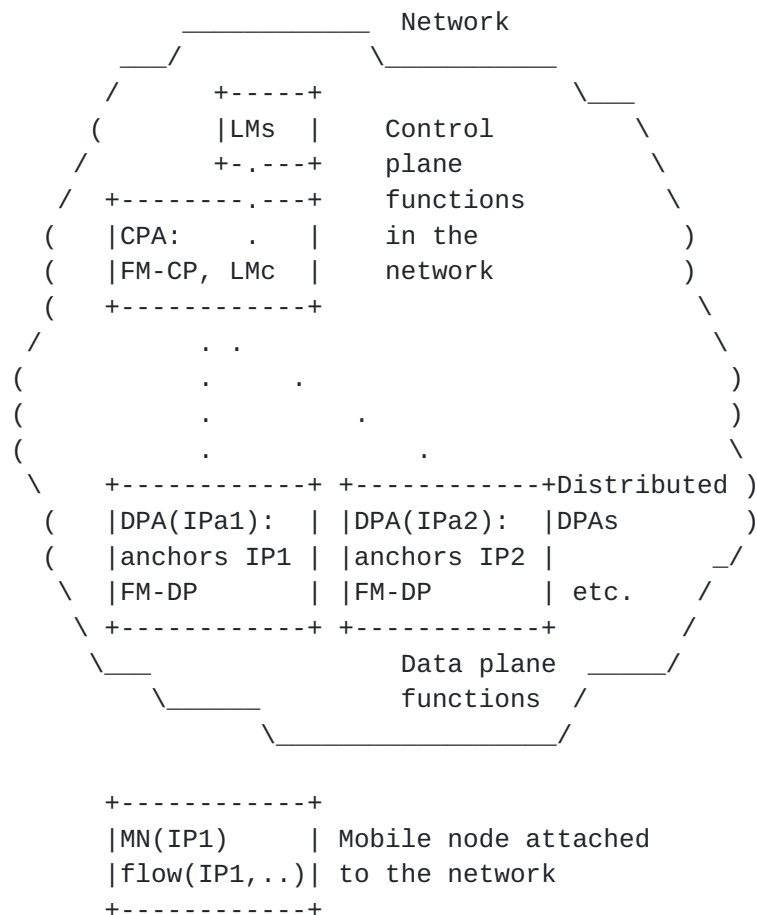 Network
LMs Control
plane
functions
CPA: in the
FM-CP, LMc network
Distributed
DPA(IPa1): DPA(IPa2): DPAs
anchors IP1 anchors IP2
FM-DP FM-DP etc.
Data plane
functions
MN(IP1) Mobile node attached
flow(IP1,..) to the network